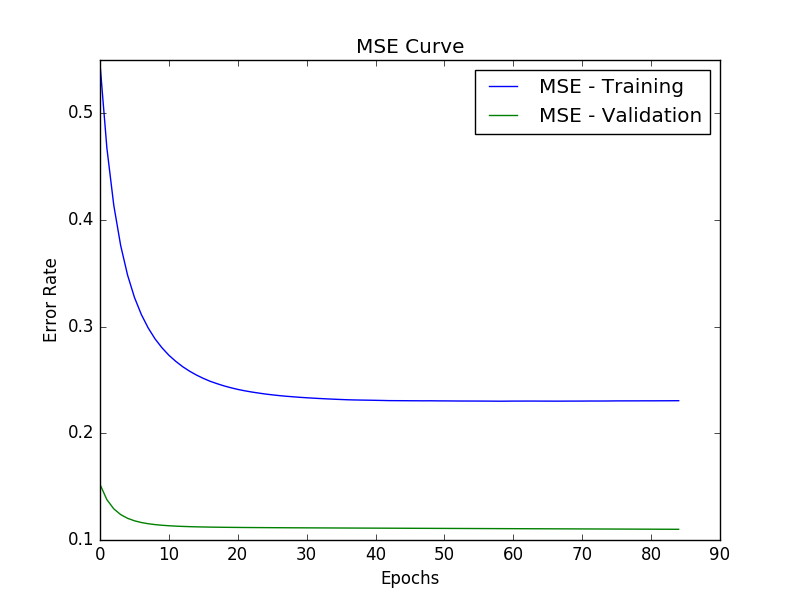 MSE Curve
MSE - Training
MSE - Validation
0.5
0.4
0.3
0.2
0.1
Error Rate
0 10 20 30 40 50 60 70 80 90
Epochs